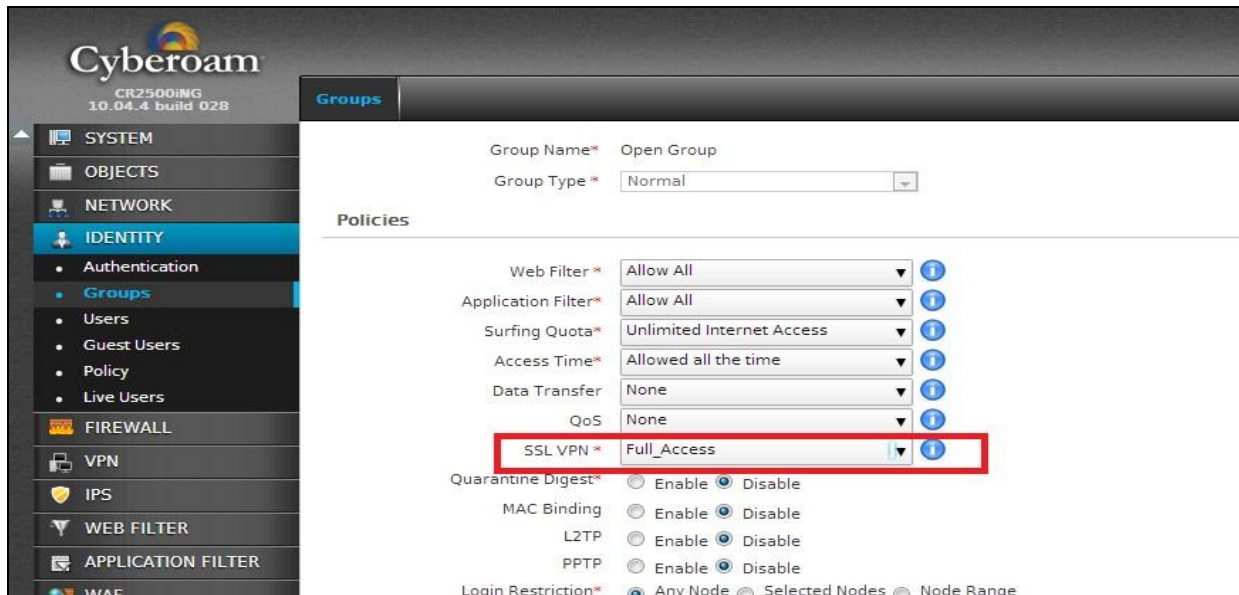 Cyberoam
CR2500iNG
10.04.4 build 028
SYSTEM
OBJECTS
NETWORK
IDENTITY
Authentication
Groups
Users
Guest Users
Policy
Live Users
FIREWALL
VPN
IPS
WEB FILTER
APPLICATION FILTER
WAF
Groups
Group Name* Open Group
Group Type * Normal
Policies
Web Filter * Allow All
Application Filter* Allow All
Surfing Quota* Unlimited Internet Access
Access Time* Allowed all the time
Data Transfer None
QoS None
SSL VPN * Full_Access
Quarantine Digest* Enable Disable
MAC Binding Enable Disable
L2TP Enable Disable
PPTP Enable Disable
Login Restriction* Any Node Selected Nodes Node Range